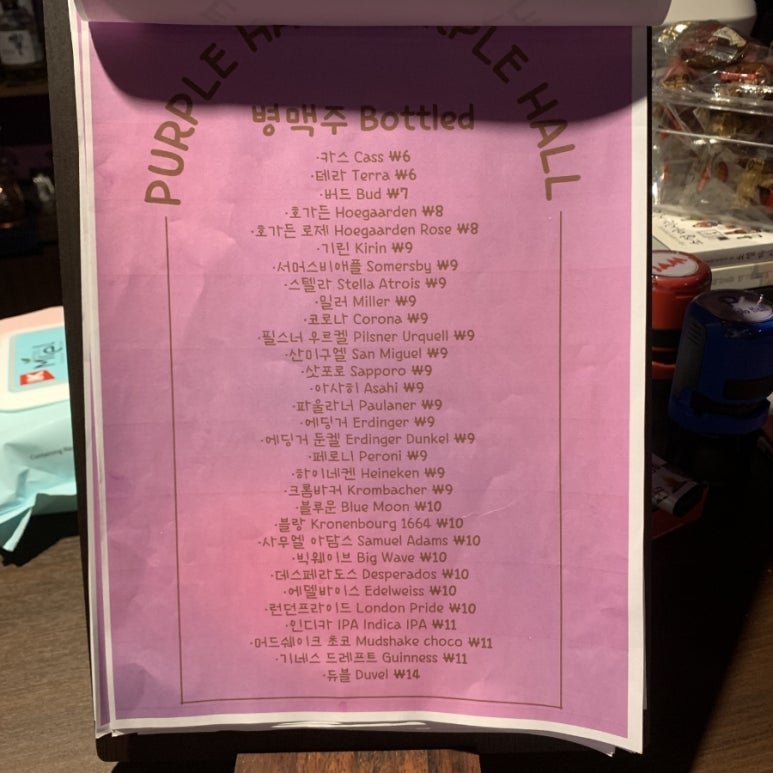 PURPLE HALL
병맥주 Bottled
·카스 Cass ₩6
·테라 Terra ₩6
·버드 Bud ₩7
·호가든 Hoegaarden ₩8
·호가든 로제 Hoegaarden Rose ₩8
·기린 Kirin ₩9
·서머스비애플 Somersby ₩9
·스텔라 Stella Atrois ₩9
·밀러 Miller ₩9
·코로나 Corona ₩9
·필스너 우르켈 Pilsner Urquell ₩9
·산미구엘 San Miguel ₩9
·삿포로 Sapporo ₩9
·아사히 Asahi ₩9
·파울라너 Paulaner ₩9
·에딩거 Erdinger ₩9
·에딩거 둔켈 Erdinger Dunkel ₩9
·페로니 Peroni ₩9
·하이네켄 Heineken ₩9
·크롬바커 Krombacher ₩9
·블루문 Blue Moon ₩10
·블랑 Kronenbourg 1664 ₩10
·사무엘 아담스 Samuel Adams ₩10
·빅웨이브 Big Wave ₩10
·데스페라도스 Desperados ₩10
·에델바이스 Edelweiss ₩10
·런던프라이드 London Pride ₩10
·인디카 IPA Indica IPA ₩11
·머드쉐이크 초코 Mudshake choco ₩11
·기네스 드레프트 Guinness ₩11
·듀블 Duvel ₩14